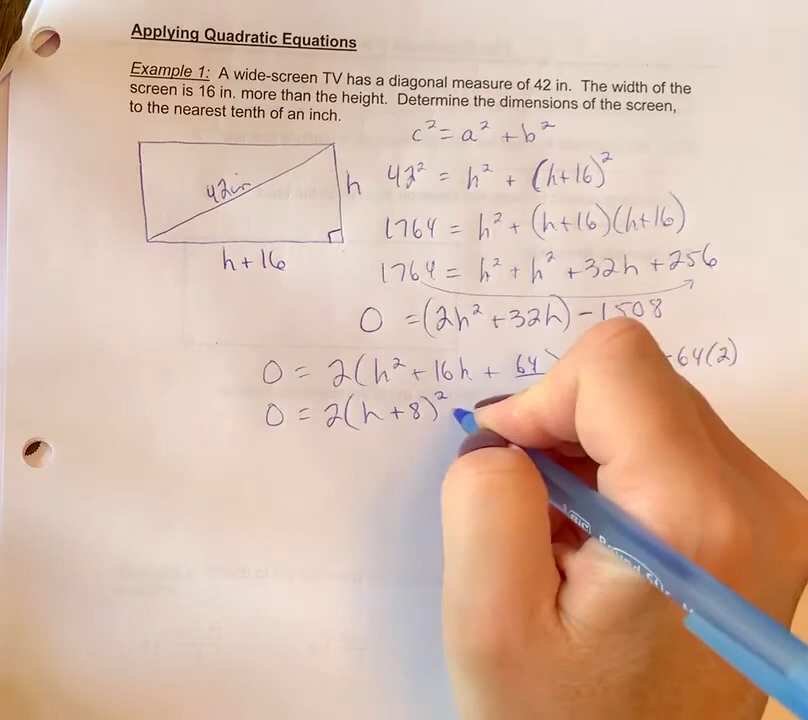 Applying Quadratic Equations
Example 1: A wide-screen TV has a diagonal measure of 42 in. The width of the
screen is 16 in. more than the height. Determine the dimensions of the screen,
to the nearest tenth of an inch.
c² = a² + b²
42in
h
42² = h² + (h+16)²
1764 = h² + (h+16)(h+16)
h+16
1764 = h² + h² + 32h + 256
0 = (2h² + 32h) - 1508
0 = 2(h² + 16h + 64) -64(2)
0 = 2(h+8)²
BIC